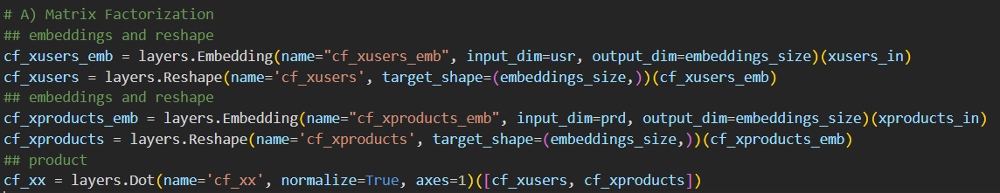 # A) Matrix Factorization
## embeddings and reshape
cf_xusers_emb = layers.Embedding(name="cf_xusers_emb", input_dim=usr, output_dim=embeddings_size)(xusers_in)
cf_xusers = layers.Reshape(name='cf_xusers', target_shape=(embeddings_size,))(cf_xusers_emb)
## embeddings and reshape
cf_xproducts_emb = layers.Embedding(name="cf_xproducts_emb", input_dim=prd, output_dim=embeddings_size)(xproducts_in)
cf_xproducts = layers.Reshape(name='cf_xproducts', target_shape=(embeddings_size,))(cf_xproducts_emb)
## product
cf_xx = layers.Dot(name='cf_xx', normalize=True, axes=1)([cf_xusers, cf_xproducts])